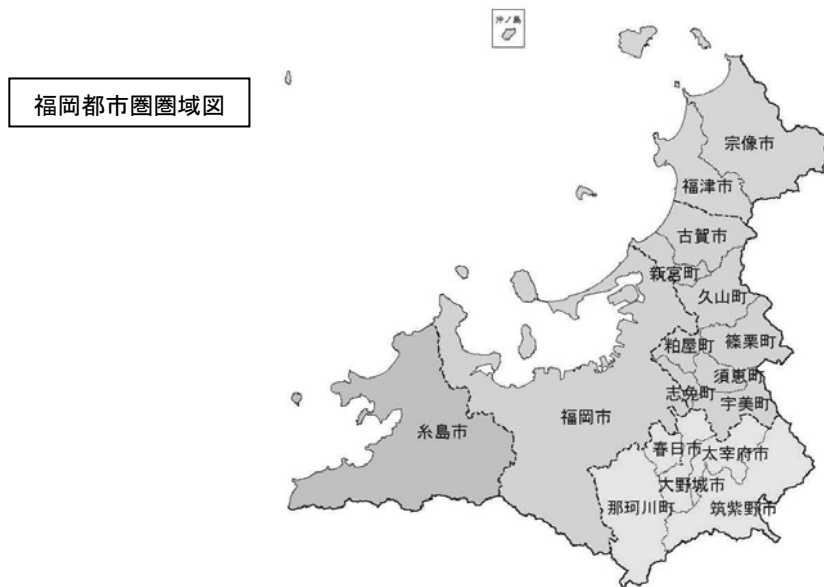 沖ノ島
福岡都市圏圏域図
宗像市
福津市
古賀市
新宮町
久山町
粕屋町
篠栗町
須恵町
志免町
宇美町
糸島市
福岡市
春日市
太宰府市
大野城市
那珂川町
筑紫野市